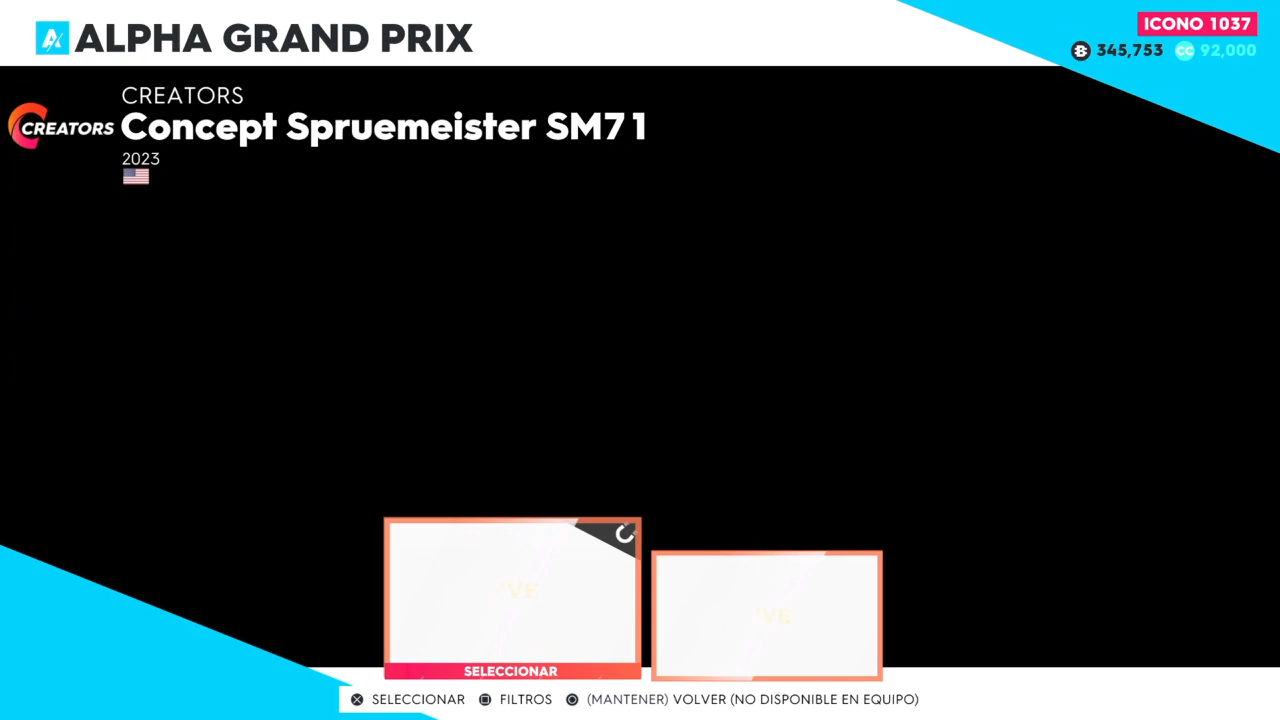 ALPHA GRAND PRIX
ICONO 1037
345,753 CC 92,000
CREATORS
CREATORS
Concept Spruemeister SM71
2023
SELECCIONAR
SELECCIONAR FILTROS (MANTENER) VOLVER (NO DISPONIBLE EN EQUIPO)